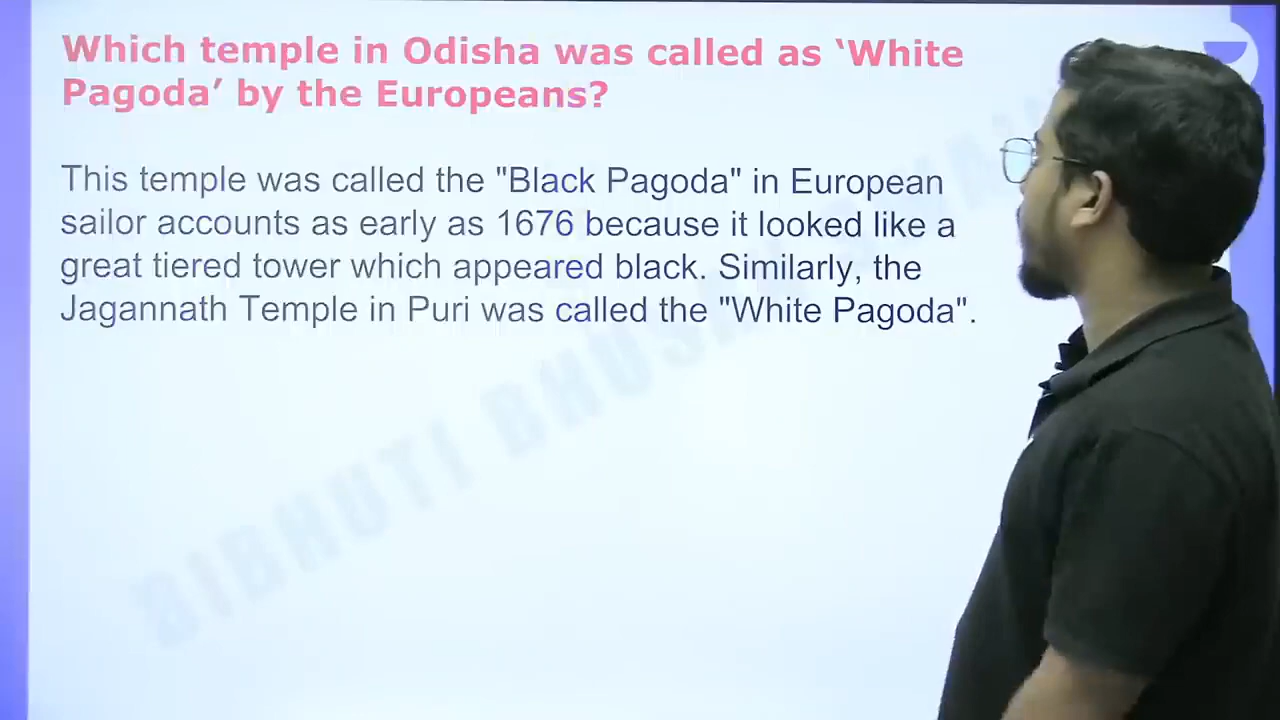 Which temple in Odisha was called as ‘White
Pagoda’ by the Europeans?
This temple was called the "Black Pagoda" in European
sailor accounts as early as 1676 because it looked like a
great tiered tower which appeared black. Similarly, the
Jagannath Temple in Puri was called the "White Pagoda".
BIBHUTI BHUSAN